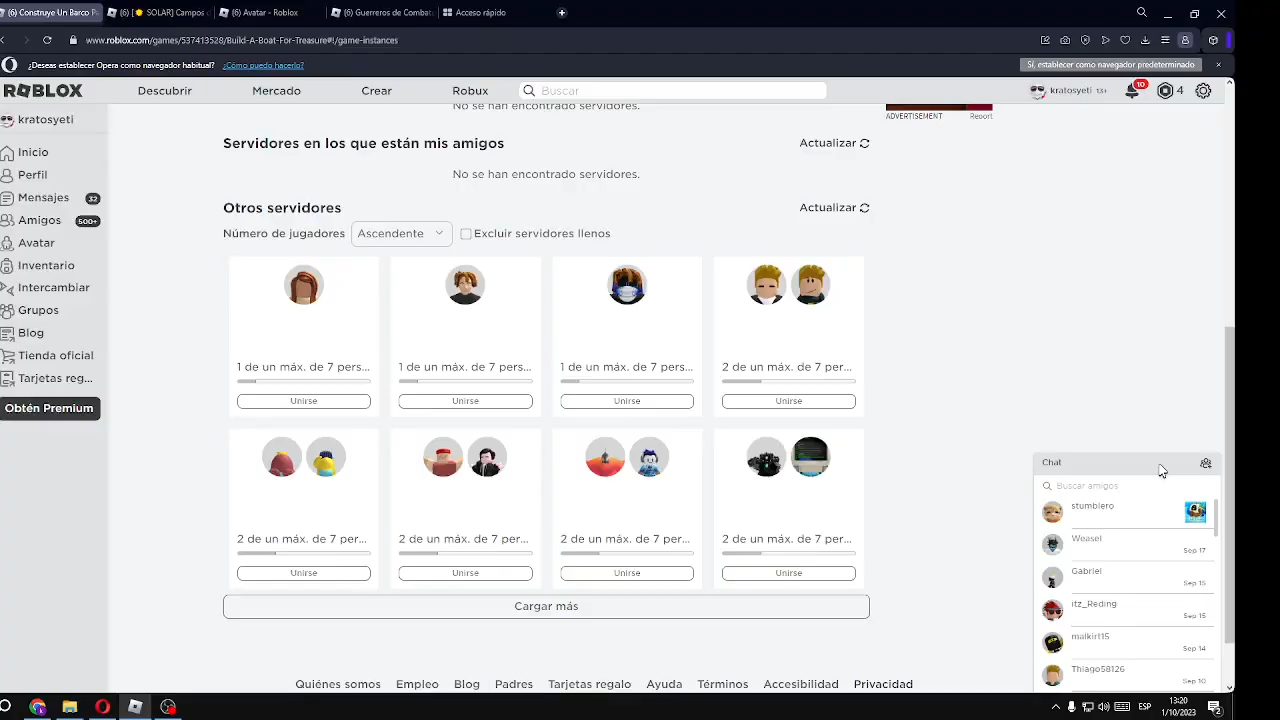 (6) Construye Un Barco P
(6) [☀ SOLAR] Campos
(6) Avatar - Roblox
(6) Guerreros de Combat
Acceso rápido
www.roblox.com/games/537413528/Build-A-Boat-For-Treasure#!/game-instances
¿Deseas establecer Opera como navegador habitual? ¿Cómo puedo hacerlo?
Sí, establecer como navegador predeterminado
ROBLOX Descubrir Mercado Crear Robux Buscar kratosyeti 13+ 10 4
kratosyeti
Inicio
Perfil
Mensajes 32
Amigos 500+
Avatar
Inventario
Intercambiar
Grupos
Blog
Tienda oficial
Tarjetas reg...
Obtén Premium
No se han encontrado servidores.
ADVERTISEMENT Report
Servidores en los que están mis amigos Actualizar
No se han encontrado servidores.
Otros servidores Actualizar
Número de jugadores Ascendente Excluir servidores llenos
1 de un máx. de 7 pers... 1 de un máx. de 7 pers... 1 de un máx. de 7 pers... 2 de un máx. de 7 per...
Unirse Unirse Unirse Unirse
2 de un máx. de 7 per... 2 de un máx. de 7 per... 2 de un máx. de 7 per... 2 de un máx. de 7 per...
Unirse Unirse Unirse Unirse
Cargar más
Quiénes somos Empleo Blog Padres Tarjetas regalo Ayuda Términos Accesibilidad Privacidad
Chat
Buscar amigos
stumblero
Weasel
Sep 17
Gabriel
Sep 15
itz_Reding
Sep 15
malkir115
Sep 14
Thiago58126
Sep 10
ESP
13:20
1/10/2023
2